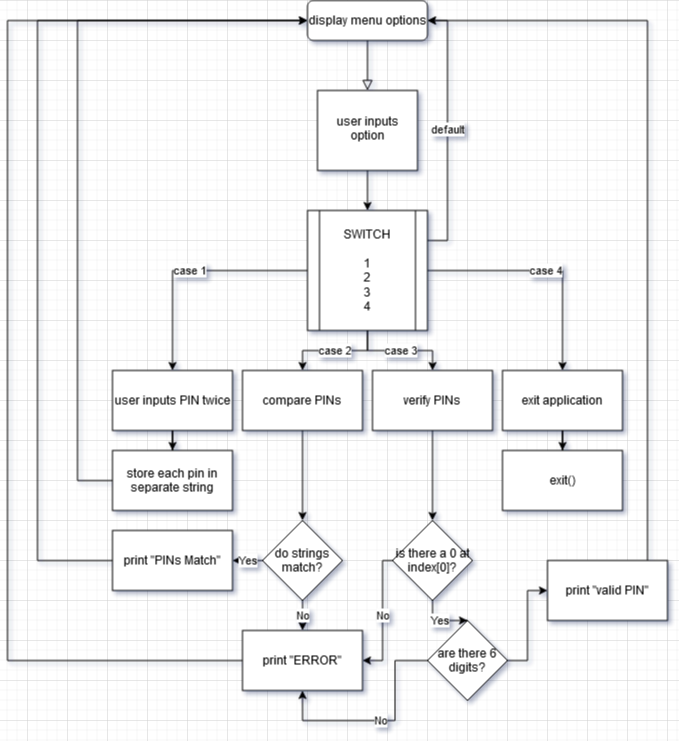 display menu options
user inputs
option
default
SWITCH
1
2
3
4
case 1
case 4
case 2
case 3
user inputs PIN twice
compare PINs
verify PINs
exit application
store each pin in
separate string
exit()
print "PINs Match"
Yes
do strings
match?
is there a 0 at
index[0]?
print "valid PIN"
No
No
Yes
print "ERROR"
are there 6
digits?
No